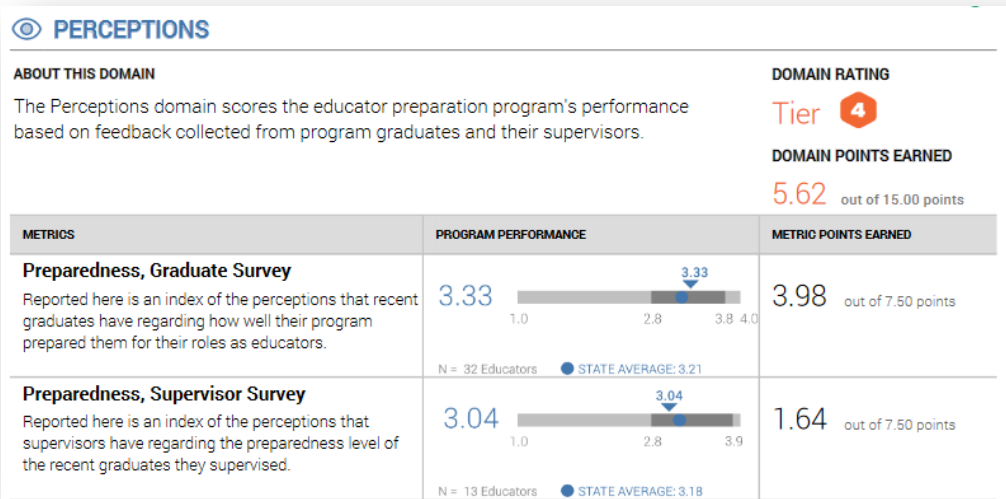 PERCEPTIONS
ABOUT THIS DOMAIN
The Perceptions domain scores the educator preparation program's performance
based on feedback collected from program graduates and their supervisors.
DOMAIN RATING
Tier 4
DOMAIN POINTS EARNED
5.62 out of 15.00 points
METRICS PROGRAM PERFORMANCE METRIC POINTS EARNED
Preparedness, Graduate Survey
Reported here is an index of the perceptions that recent
graduates have regarding how well their program
prepared them for their roles as educators.
3.33
3.33
1.0 2.8 3.8 4.0
N = 32 Educators STATE AVERAGE: 3.21
3.98 out of 7.50 points
Preparedness, Supervisor Survey
Reported here is an index of the perceptions that
supervisors have regarding the preparedness level of
the recent graduates they supervised.
3.04
3.04
1.0 2.8 3.9
N = 13 Educators STATE AVERAGE: 3.18
1.64 out of 7.50 points